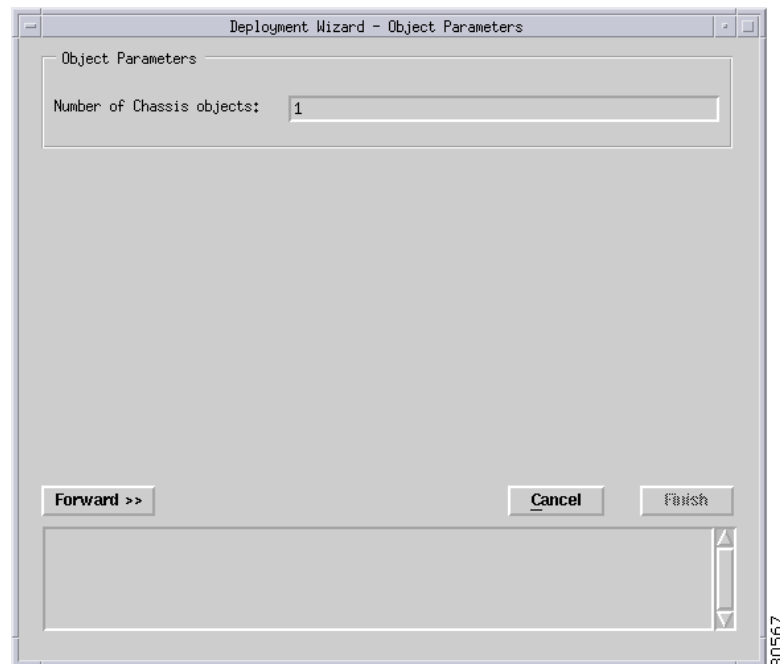 Deployment Wizard - Object Parameters
Object Parameters
Number of Chassis objects: 1
Forward >>
Cancel
Finish
30567